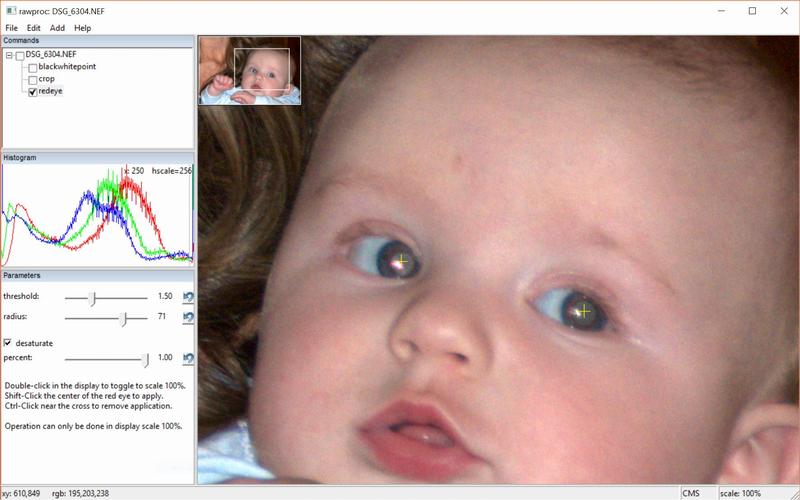 rawproc: DSG_6304.NEF
File Edit Add Help
Commands
DSG_6304.NEF
blackwhitepoint
crop
redeye
Histogram
x: 250 hscale=256
Parameters
threshold: 1.50
radius: 71
desaturate
percent: 1.00
Double-click in the display to toggle to scale 100%.
Shift-Click the center of the red eye to apply.
Ctrl-Click near the cross to remove application.
Operation can only be done in display scale 100%.
xy: 610,849 rgb: 195,203,238 CMS scale: 100%